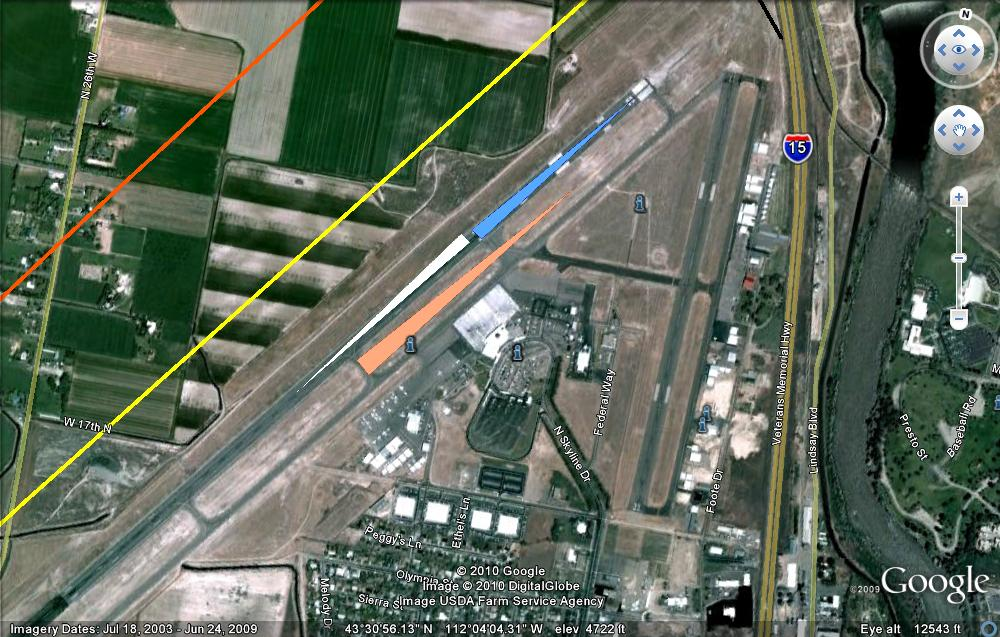 N
N 26th W
15
W 17th N
Federal Way
N Skyline Dr
Veterans Memorial Hwy
Lindsay Blvd
Foote Dr
Presto St
Baseball Rd
M
Peggy's Ln
Ethel's Ln
Olympia St
Sierra St
Melody Dr
© 2010 Google
Image © 2010 DigitalGlobe
Image USDA Farm Service Agency
©2009 Google
Imagery Dates: Jul 18, 2003 - Jun 24, 2009 43°30'56.13" N 112°04'04.31" W elev 4722 ft Eye alt 12543 ft